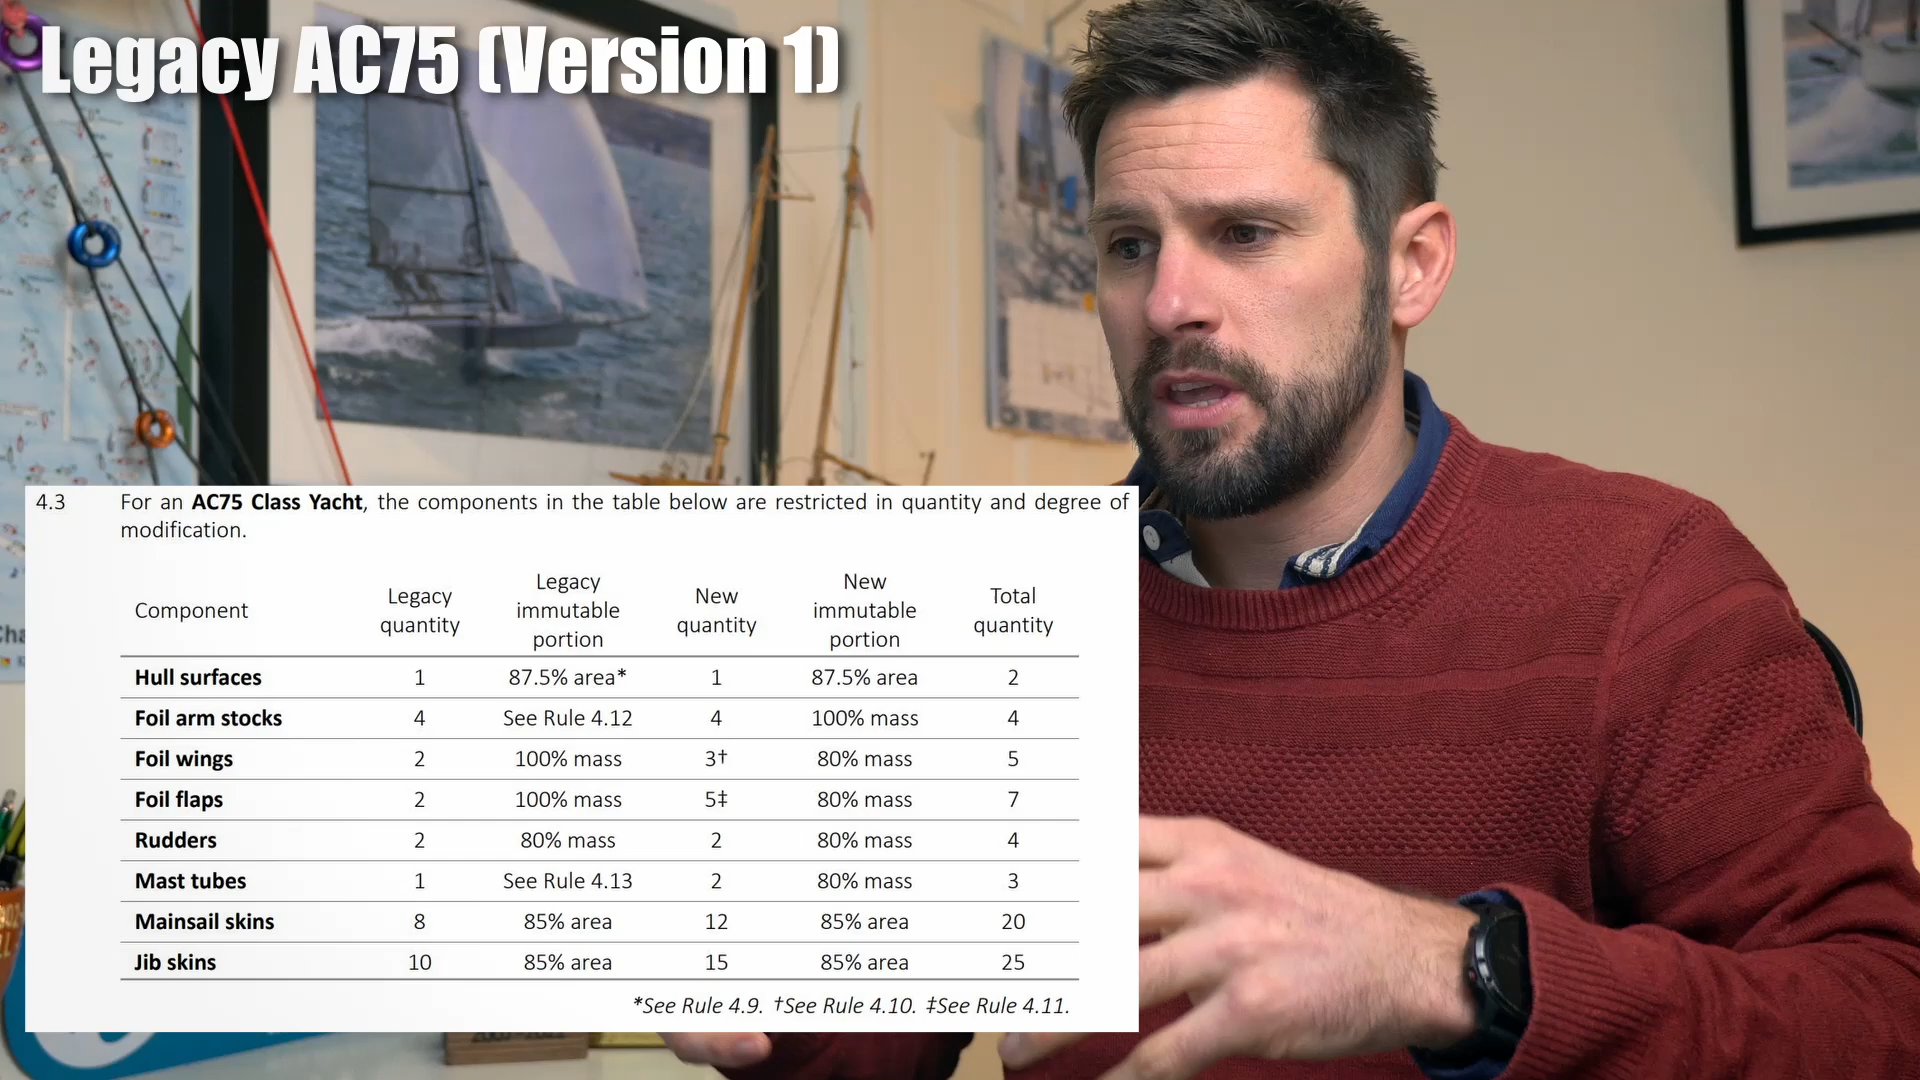 Legacy AC75 (Version 1)
4.3 For an AC75 Class Yacht, the components in the table below are restricted in quantity and degree of
modification.
Component Legacy quantity Legacy immutable portion New quantity New immutable portion Total quantity
Hull surfaces 1 87.5% area* 1 87.5% area 2
Foil arm stocks 4 See Rule 4.12 4 100% mass 4
Foil wings 2 100% mass 3† 80% mass 5
Foil flaps 2 100% mass 5‡ 80% mass 7
Rudders 2 80% mass 2 80% mass 4
Mast tubes 1 See Rule 4.13 2 80% mass 3
Mainsail skins 8 85% area 12 85% area 20
Jib skins 10 85% area 15 85% area 25
*See Rule 4.9. †See Rule 4.10. ‡See Rule 4.11.